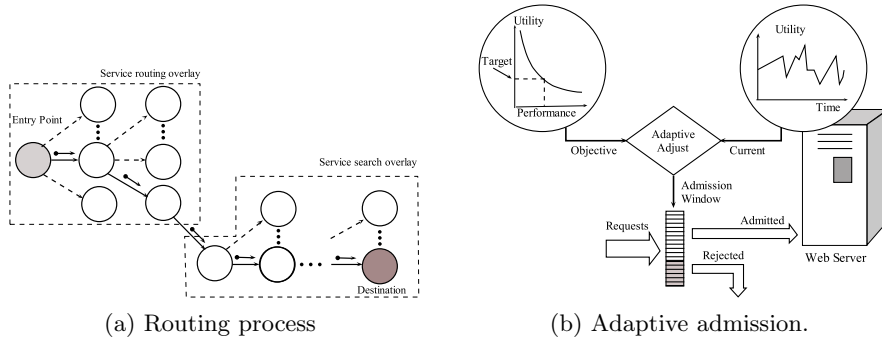 Service routing overlay
Entry Point
Service search overlay
Destination
(a) Routing process
Utility
Target
Performance
Utility
Time
Adaptive
Adjust
Objective
Current
Admission
Window
Requests
Admitted
Rejected
Web Server
(b) Adaptive admission.